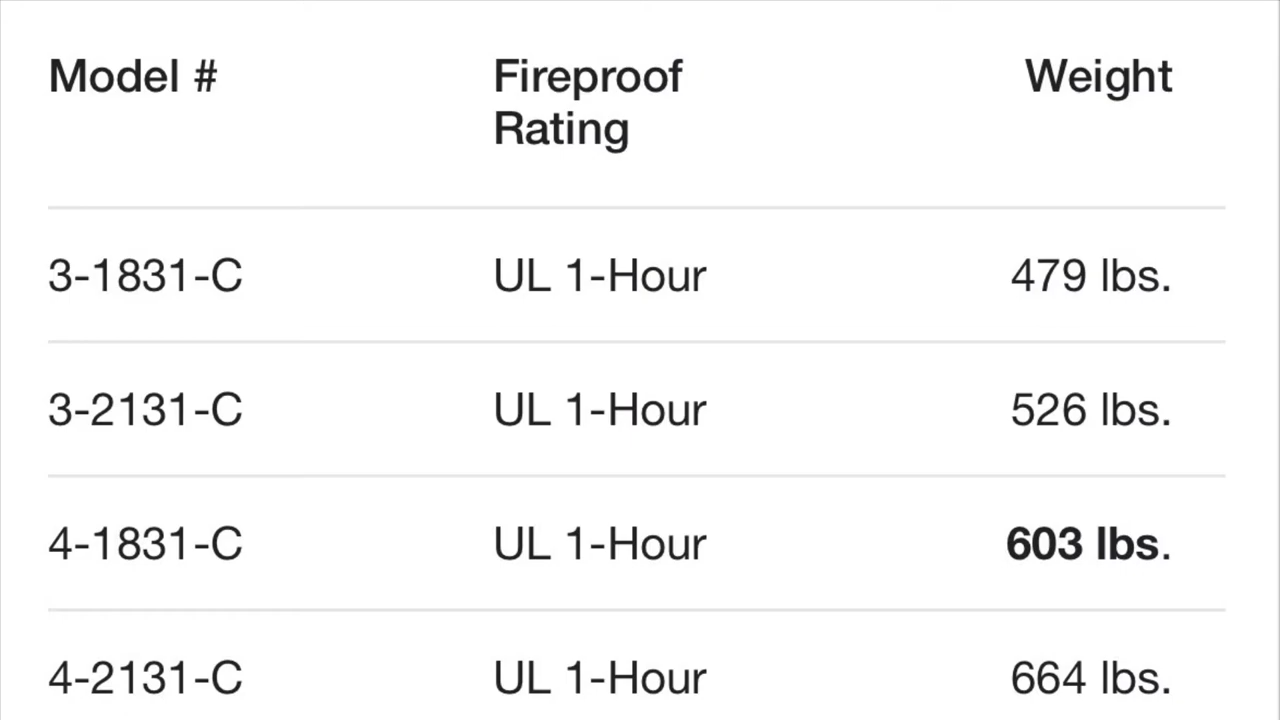 Model # Fireproof Rating Weight
3-1831-C UL 1-Hour 479 lbs.
3-2131-C UL 1-Hour 526 lbs.
4-1831-C UL 1-Hour 603 lbs.
4-2131-C UL 1-Hour 664 lbs.